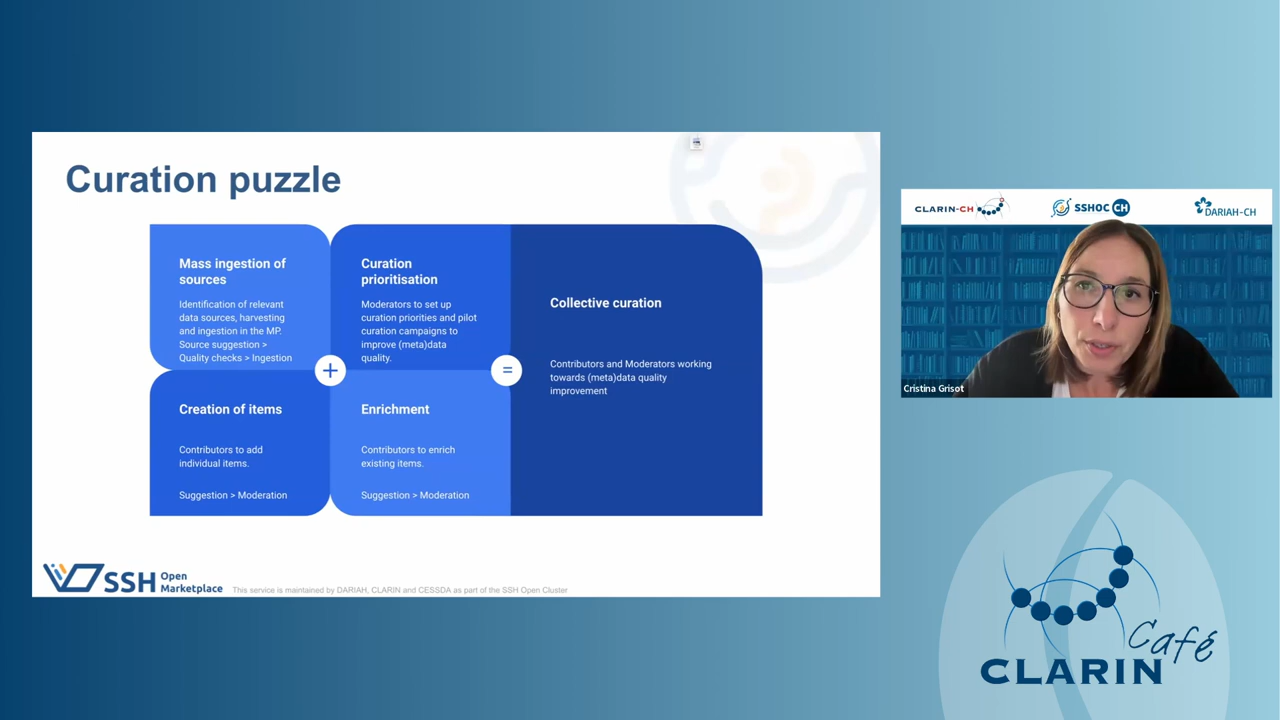 Curation puzzle
Mass ingestion of
sources
Identification of relevant
data sources, harvesting
and ingestion in the MP.
Source suggestion >
Quality checks > Ingestion
Curation
prioritisation
Moderators to set up
curation priorities and pilot
curation campaigns to
improve (meta)data
quality.
+
=
Creation of items
Contributors to add
individual items.
Suggestion > Moderation
Enrichment
Contributors to enrich
existing items.
Suggestion > Moderation
Collective curation
Contributors and Moderators working
towards (meta)data quality
improvement
SSH Open
Marketplace
This service is maintained by DARIAH, CLARIN and CESSDA as part of the SSH Open Cluster
CLARIN-CH
SSHOC CH
DARIAH-CH
Cristina Grisot
Café
CLARIN